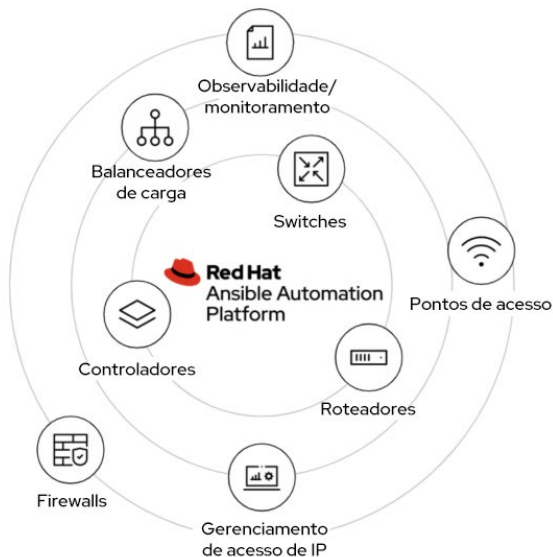 Observabilidade/
monitoramento
Balanceadores
de carga
Switches
Red Hat
Ansible Automation
Platform
Pontos de acesso
Controladores
Roteadores
Firewalls
Gerenciamento
de acesso de IP